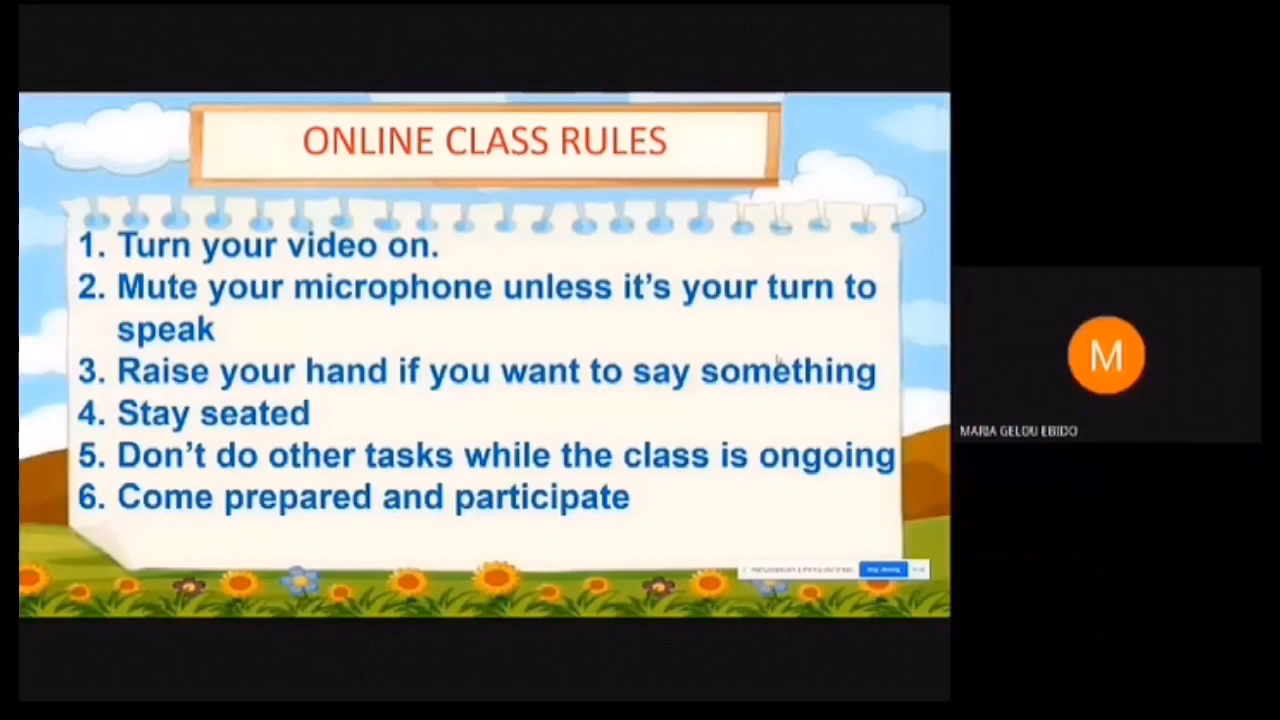 ONLINE CLASS RULES
1. Turn your video on.
2. Mute your microphone unless it's your turn to
speak
3. Raise your hand if you want to say something
4. Stay seated
5. Don't do other tasks while the class is ongoing
6. Come prepared and participate
M
MARIA GELOU EBIDO